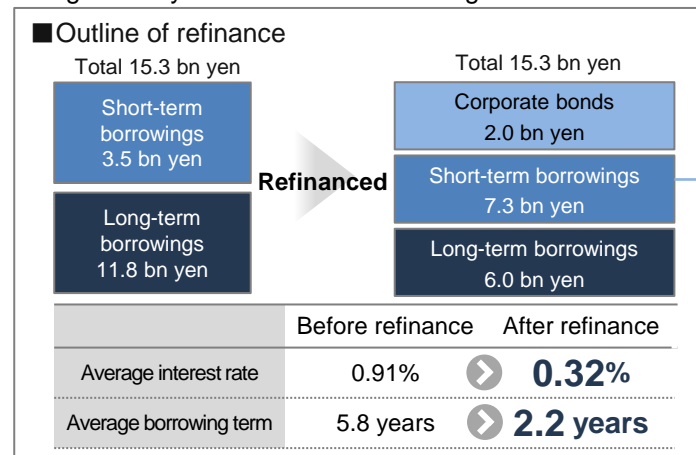 ■Outline of refinance
Total 15.3 bn yen
Short-term
borrowings
3.5 bn yen
Long-term
borrowings
11.8 bn yen
Refinanced
Total 15.3 bn yen
Corporate bonds
2.0 bn yen
Short-term borrowings
7.3 bn yen
Long-term borrowings
6.0 bn yen
Before refinance After refinance
Average interest rate 0.91% 0.32%
Average borrowing term 5.8 years 2.2 years